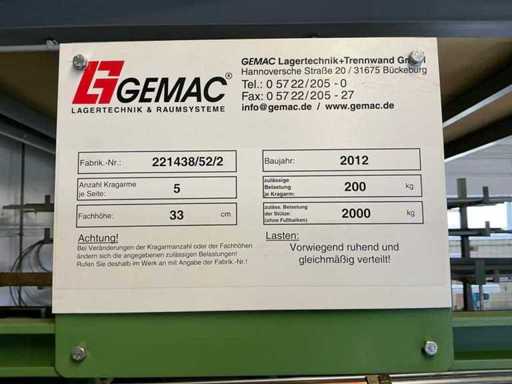 GEMAC®
LAGERTECHNIK & RAUMSYSTEME
GEMAC Lagertechnik+Trennwand GmbH
Hannoversche Straße 20 / 31675 Bückeburg
Tel.: 0 57 22/205 - 0
Fax: 0 57 22/205 - 27
info@gemac.de / www.gemac.de
Fabrik.-Nr.: 221438/52/2
Baujahr: 2012
Anzahl Kragarme
je Seite: 5
zulässige
Belastung
je Kragarm: 200 kg
Fachhöhe: 33 cm
zuläss. Belastung
der Stütze:
(ohne Fußbalken) 2000 kg
Achtung!
Bei Veränderungen der Kragarmanzahl oder der Fachhöhen
ändern sich die angegebenen zulässigen Belastungen!
Rufen Sie deshalb im Werk an mit Angabe der Fabrik.-Nr.!
Lasten:
Vorwiegend ruhend und
gleichmäßig verteilt!